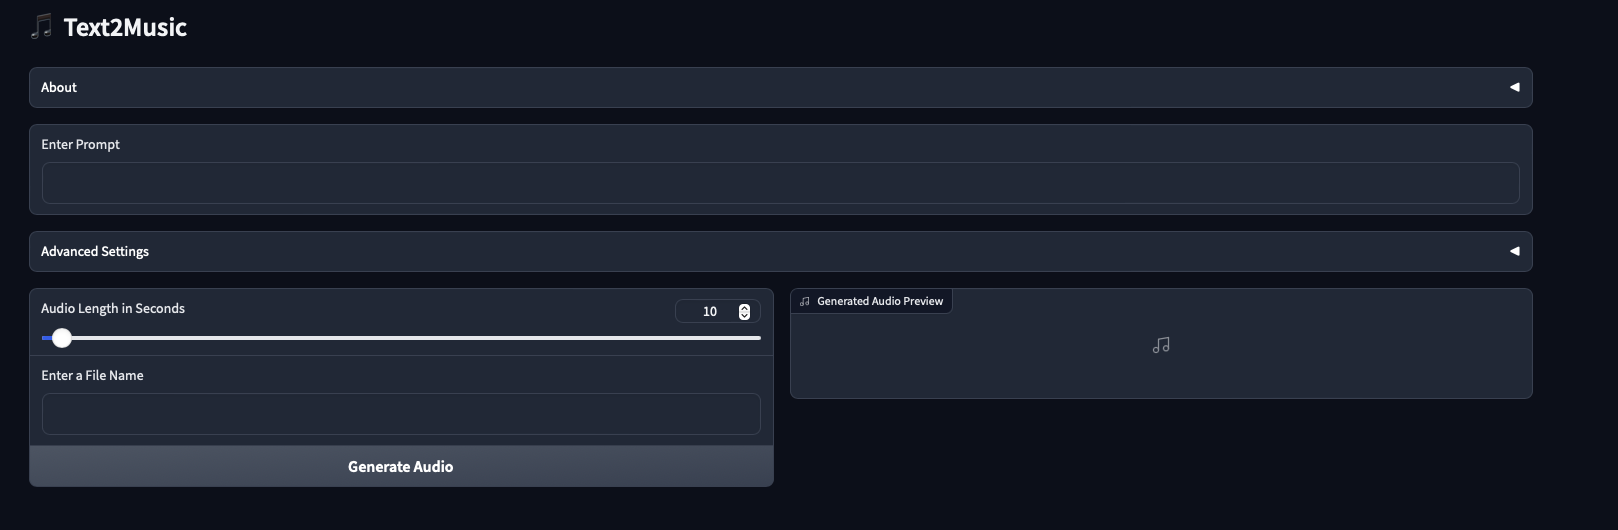 Text2Music
About
Enter Prompt
Advanced Settings
Audio Length in Seconds
10
Enter a File Name
Generate Audio
Generated Audio Preview